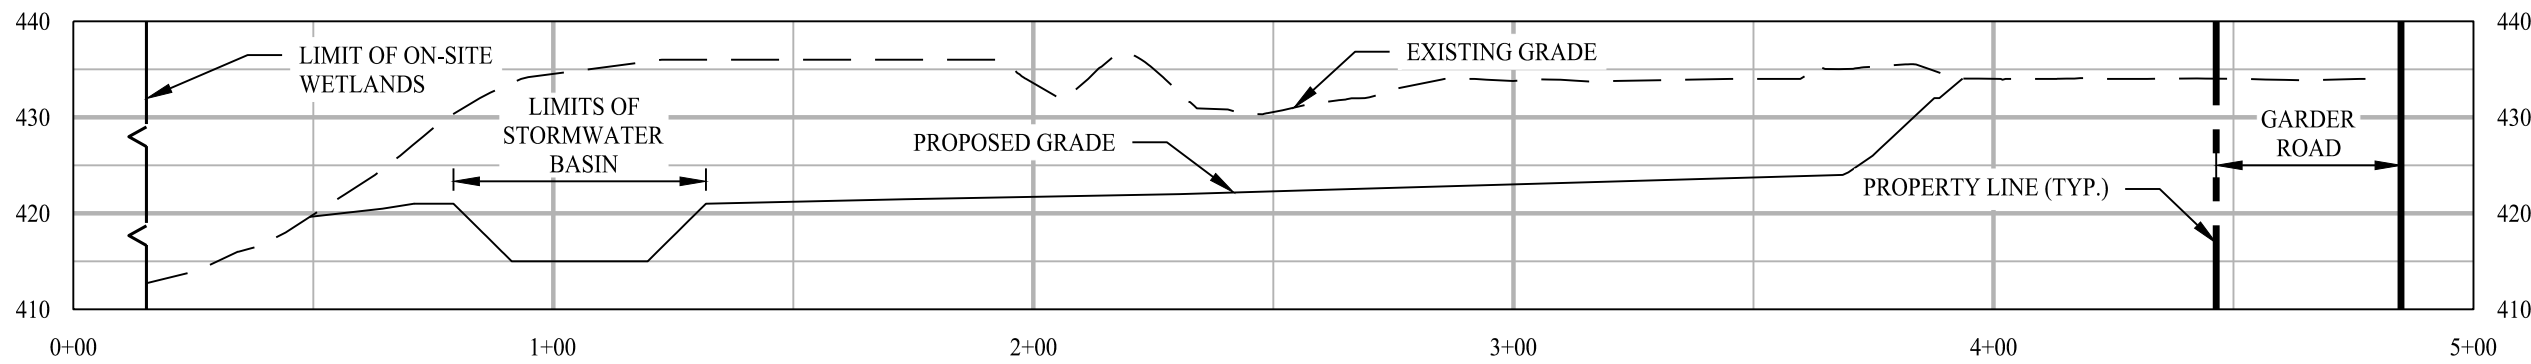 440
430
420
410
LIMIT OF ON-SITE
WETLANDS
LIMITS OF
STORMWATER
BASIN
PROPOSED GRADE
EXISTING GRADE
PROPERTY LINE (TYP.)
GARDER
ROAD
440
430
420
410
0+00
1+00
2+00
3+00
4+00
5+00